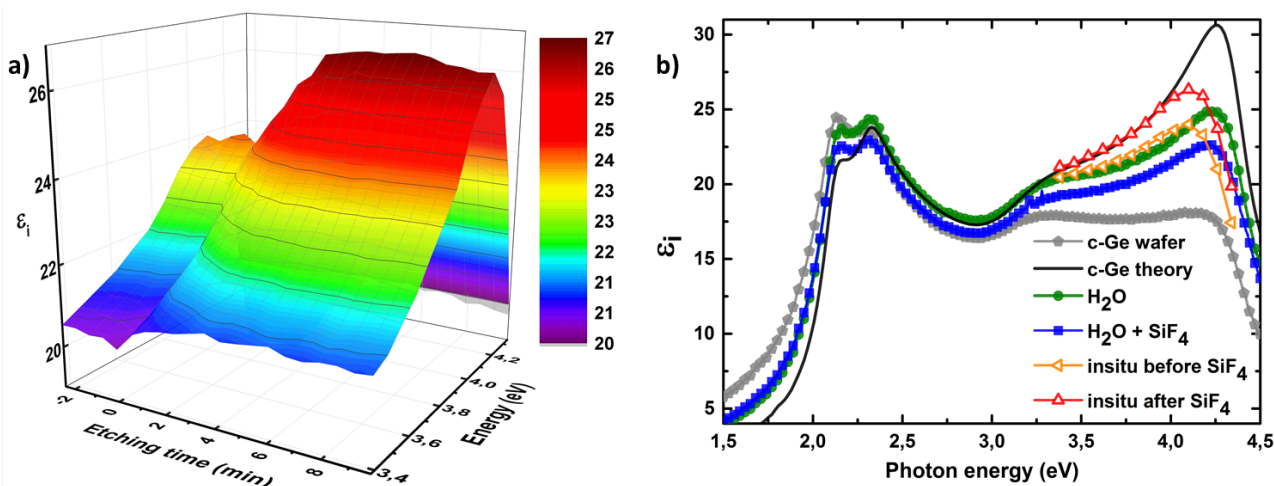 a)
εi
26
24
22
20
-2
0
2
4
6
8
Etching time (min)
3,4
3,6
3,8
4,0
4,2
Energy (eV)
27
26
25
25
24
23
22
22
21
20
b)
εi
30
25
20
15
10
5
c-Ge wafer
c-Ge theory
H2O
H2O + SiF4
insitu before SiF4
insitu after SiF4
1,5
2,0
2,5
3,0
3,5
4,0
4,5
Photon energy (eV)